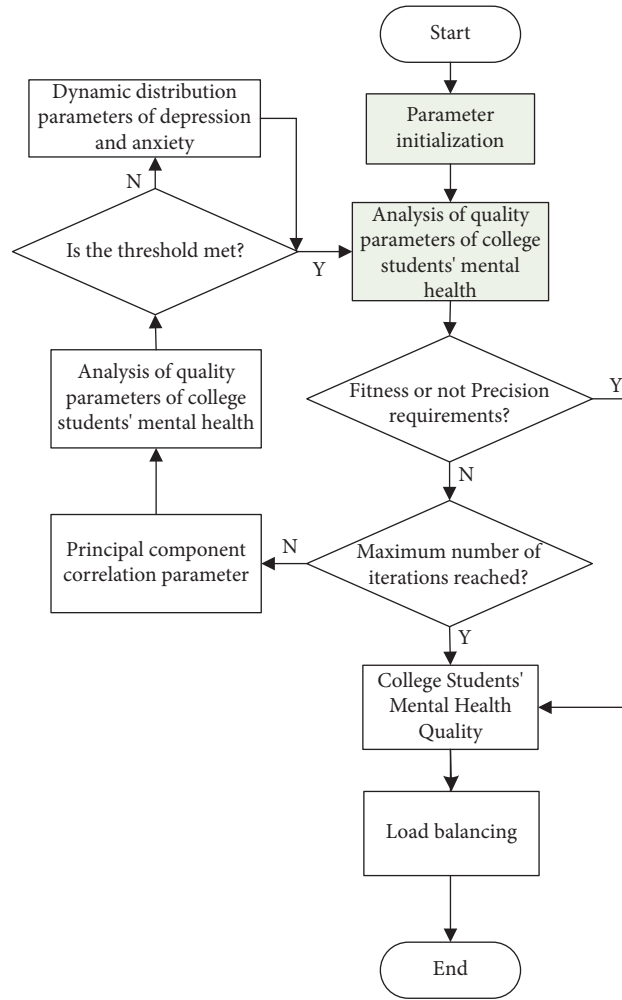 Start
Dynamic distribution
parameters of depression
and anxiety
Parameter
initialization
N
Is the threshold met?
Y
Analysis of quality
parameters of college
students' mental
health
Analysis of quality
parameters of college
students' mental health
Fitness or not Precision
requirements?
Y
N
Principal component
correlation parameter
N
Maximum number of
iterations reached?
Y
College Students'
Mental Health
Quality
Load balancing
End